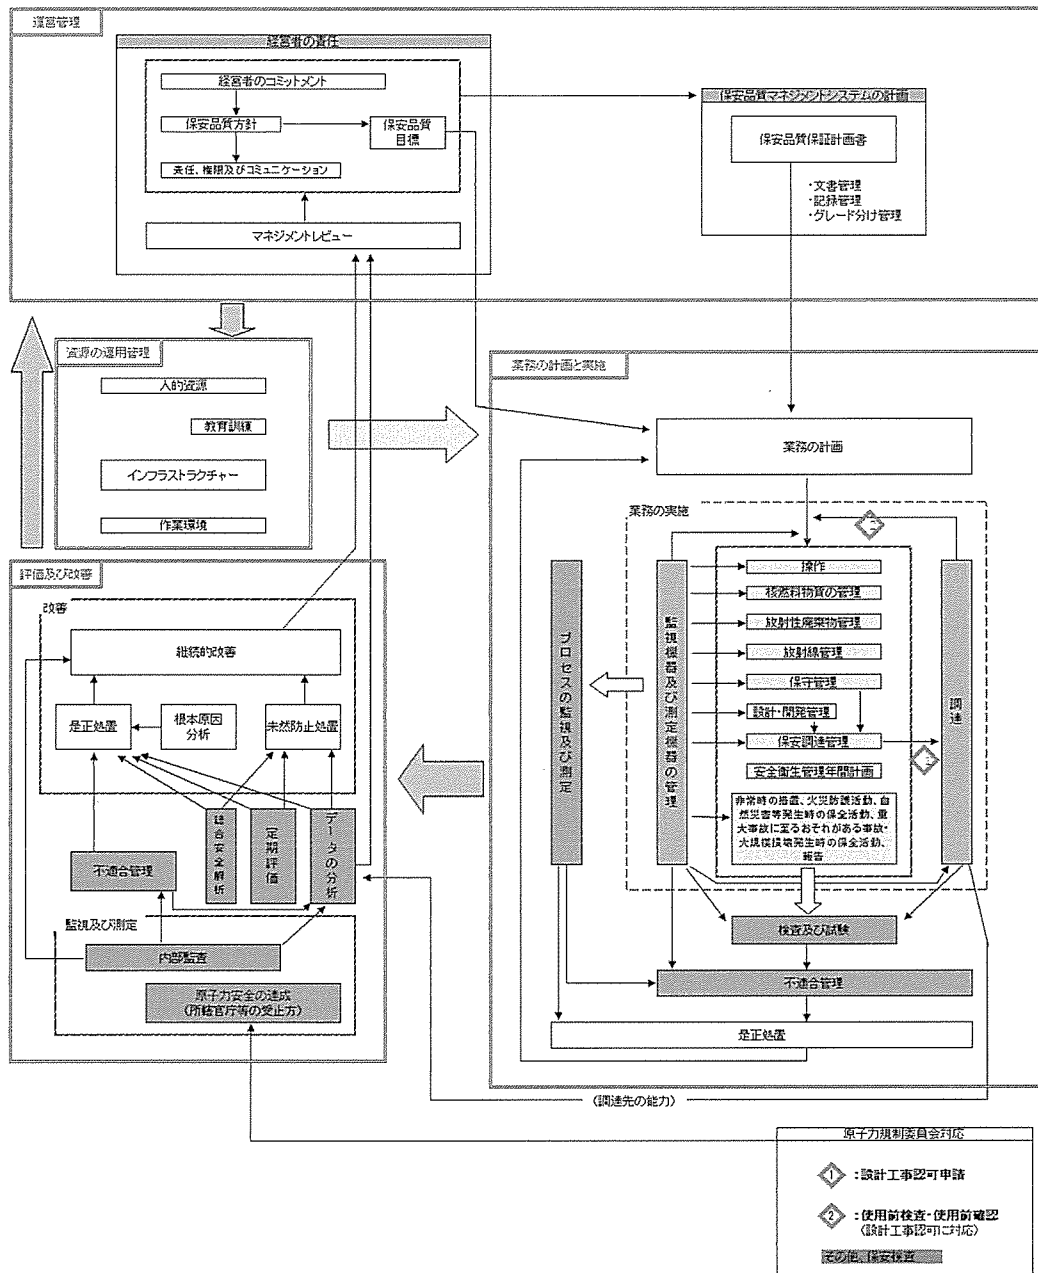 運営管理
経営者の責任
経営者のコミットメント
保安品質方針
保安品質
目標
責任、権限及びコミュニケーション
マネジメントレビュー
保安品質マネジメントシステムの計画
保安品質保証計画書
・文書管理
・記録管理
・グレード分け管理
資源の運用管理
人的資源
教育訓練
インフラストラクチャー
作業環境
業務の計画と実施
業務の計画
業務の実施
2
操作
核燃料物質の管理
放射性廃棄物管理
放射線管理
保守管理
設計・開発管理
保安調達管理
安全衛生管理年間計画
非常時の措置、火災防護活動、自
然災害等発生時の保全活動、重
大事故に至るおそれがある事故・
大規模損壊発生時の保全活動、
報告
プロセスの監視及び測定
監視機器及び測定機器の管理
調達
検査及び試験
不適合管理
是正処置
評価及び改善
改善
継続的改善
是正処置
根本原因
分析
未然防止処置
総合安全解析
定期評価
データの分析
不適合管理
監視及び測定
内部監査
原子力安全の達成
(所轄官庁等の受止方)
(調達先の能力)
原子力規制委員会対応
1 :設計工事認可申請
2 :使用前検査・使用前確認
(設計工事認可に対応)
その他、保安検査